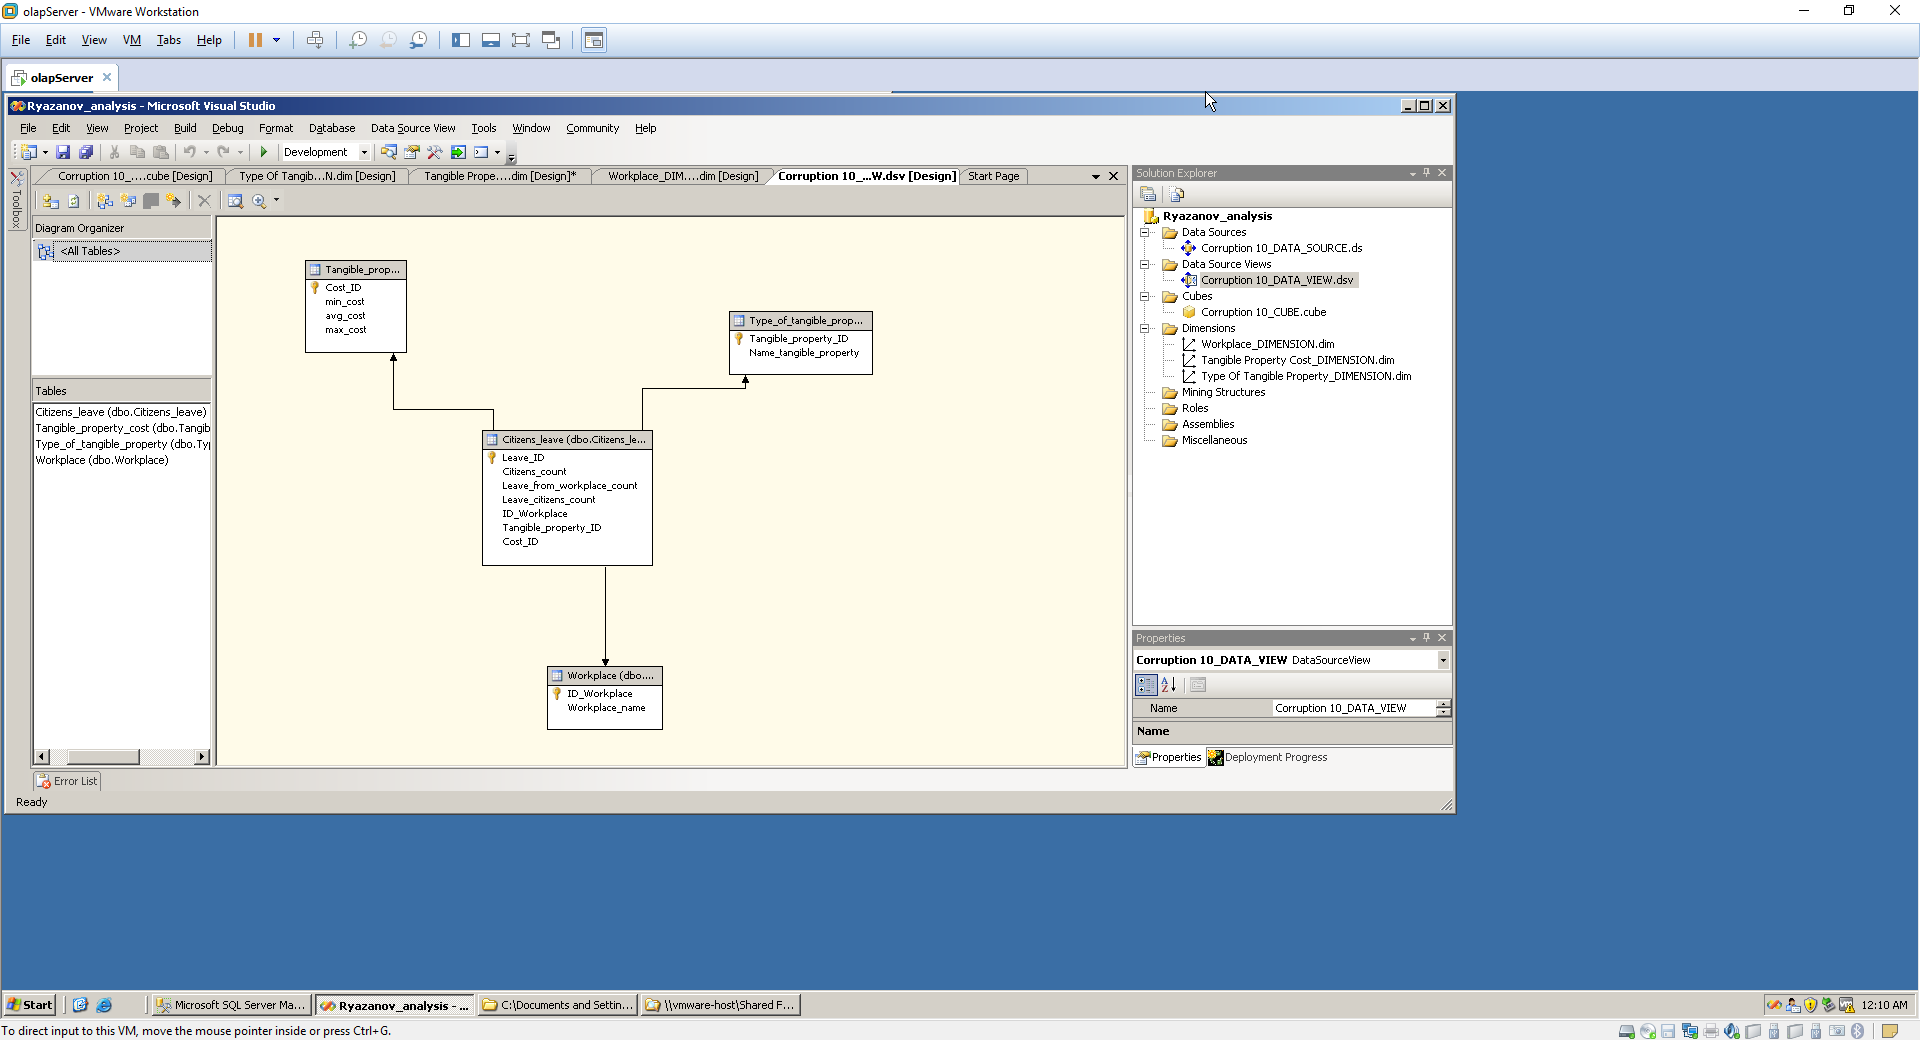 olapServer - VMware Workstation
File Edit View VM Tabs Help
olapServer
Ryazanov_analysis - Microsoft Visual Studio
File Edit View Project Build Debug Format Database Data Source View Tools Window Community Help
Development
Corruption 10_....cube [Design] Type Of Tangib...N.dim [Design] Tangible Prope....dim [Design]* Workplace_DIM....dim [Design] Corruption 10_...W.dsv [Design] Start Page
Toolbox
Diagram Organizer
<All Tables>
Tables
Citizens_leave (dbo.Citizens_leave)
Tangible_property_cost (dbo.Tangib
Type_of_tangible_property (dbo.Typ
Workplace (dbo.Workplace)
Tangible_prop...
Cost_ID
min_cost
avg_cost
max_cost
Type_of_tangible_prop...
Tangible_property_ID
Name_tangible_property
Citizens_leave (dbo.Citizens_le...
Leave_ID
Citizens_count
Leave_from_workplace_count
Leave_citizens_count
ID_Workplace
Tangible_property_ID
Cost_ID
Workplace (dbo....
ID_Workplace
Workplace_name
Solution Explorer
Ryazanov_analysis
Data Sources
Corruption 10_DATA_SOURCE.ds
Data Source Views
Corruption 10_DATA_VIEW.dsv
Cubes
Corruption 10_CUBE.cube
Dimensions
Workplace_DIMENSION.dim
Tangible Property Cost_DIMENSION.dim
Type Of Tangible Property_DIMENSION.dim
Mining Structures
Roles
Assemblies
Miscellaneous
Properties
Corruption 10_DATA_VIEW DataSourceView
Name Corruption 10_DATA_VIEW
Name
Properties Deployment Progress
Error List
Ready
Start Microsoft SQL Server Ma... Ryazanov_analysis - ... C:\Documents and Settin... \\vmware-host\Shared F... 12:10 AM
To direct input to this VM, move the mouse pointer inside or press Ctrl+G.